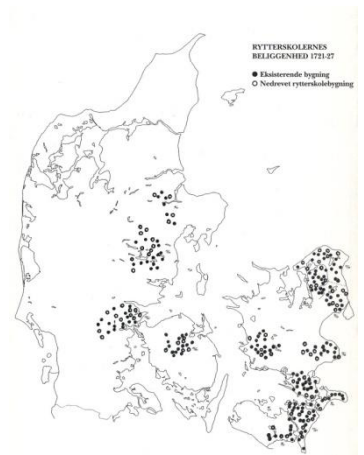 RYTTERSKOLERNES
BELIGGENHED 1721-27
Eksisterende bygning
Nedrevet rytterskolebygning